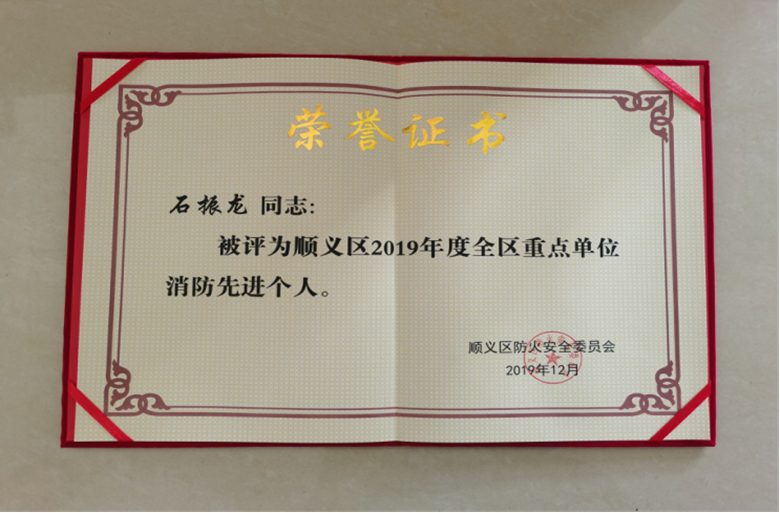 荣誉证书
石振龙 同志:
被评为顺义区2019年度全区重点单位
消防先进个人。
顺义区防火安全委员会
2019年12月